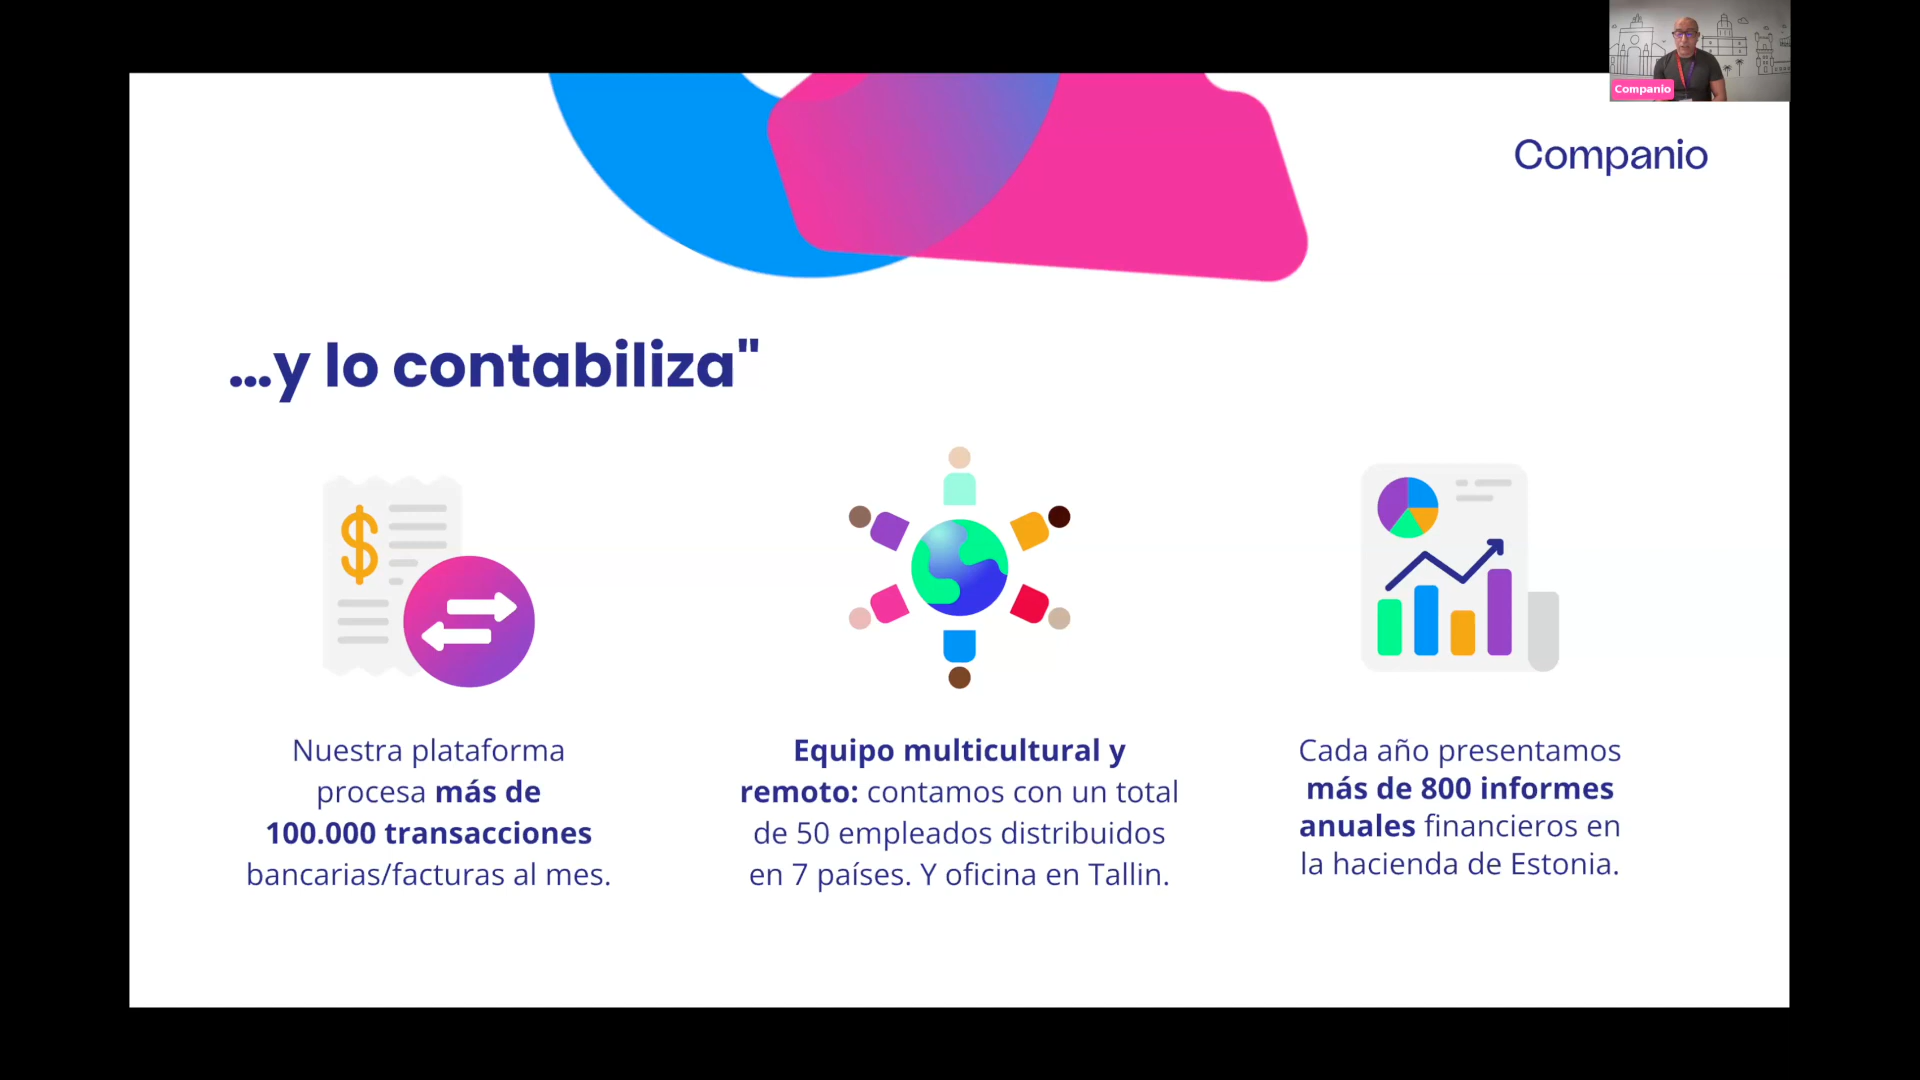 Companio
Companio
...y lo contabiliza"
Nuestra plataforma
procesa más de
100.000 transacciones
bancarias/facturas al mes.
Equipo multicultural y
remoto: contamos con un total
de 50 empleados distribuidos
en 7 países. Y oficina en Tallin.
Cada año presentamos
más de 800 informes
anuales financieros en
la hacienda de Estonia.